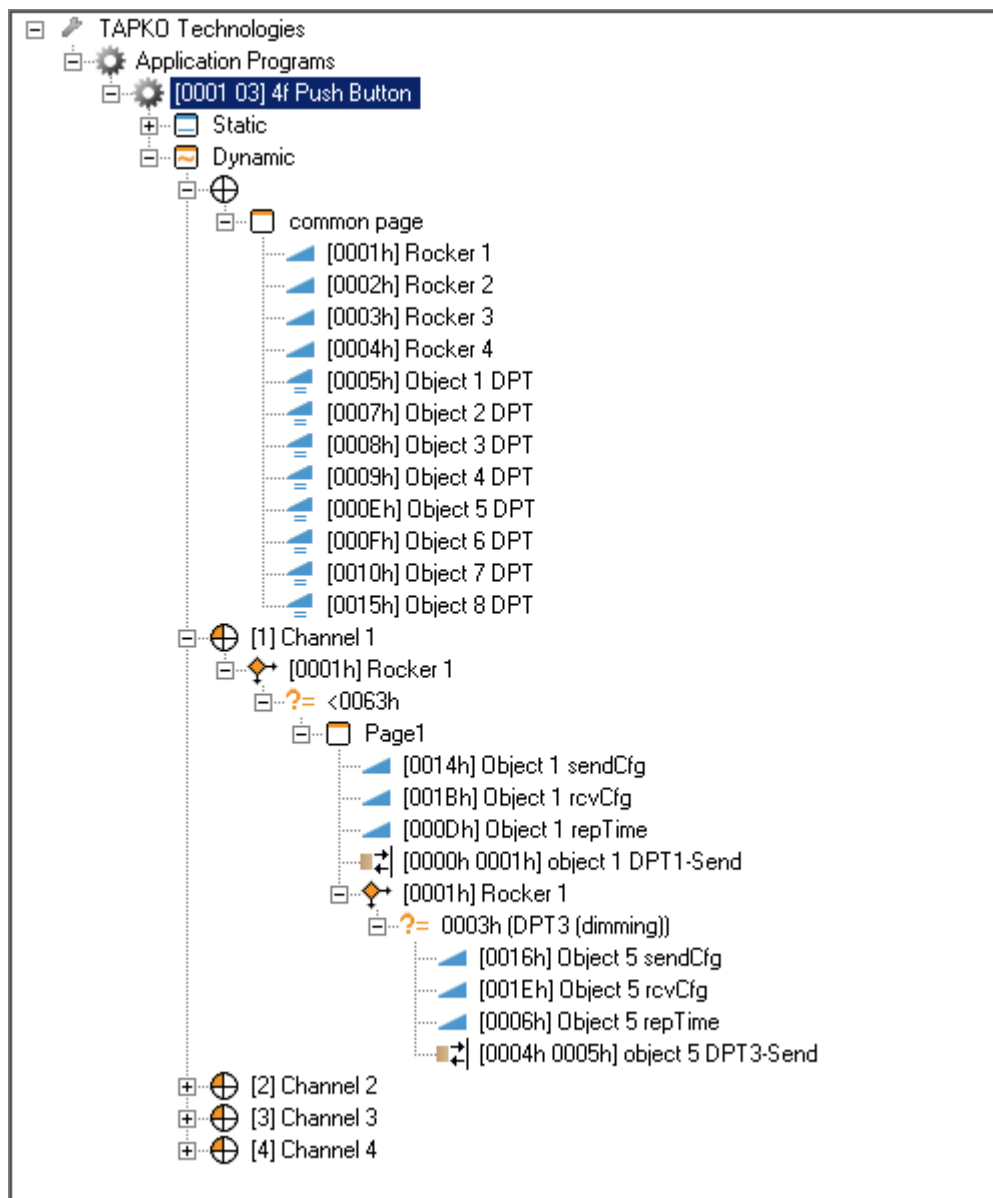 TAPKO Technologies
Application Programs
[0001 03] 4f Push Button
Static
Dynamic
common page
[0001h] Rocker 1
[0002h] Rocker 2
[0003h] Rocker 3
[0004h] Rocker 4
[0005h] Object 1 DPT
[0007h] Object 2 DPT
[0008h] Object 3 DPT
[0009h] Object 4 DPT
[000Eh] Object 5 DPT
[000Fh] Object 6 DPT
[0010h] Object 7 DPT
[0015h] Object 8 DPT
[1] Channel 1
[0001h] Rocker 1
?= <0063h
Page1
[0014h] Object 1 sendCfg
[001Bh] Object 1 rcvCfg
[000Dh] Object 1 repTime
[0000h 0001h] object 1 DPT1-Send
[0001h] Rocker 1
?= 0003h (DPT3 (dimming))
[0016h] Object 5 sendCfg
[001Eh] Object 5 rcvCfg
[0006h] Object 5 repTime
[0004h 0005h] object 5 DPT3-Send
[2] Channel 2
[3] Channel 3
[4] Channel 4